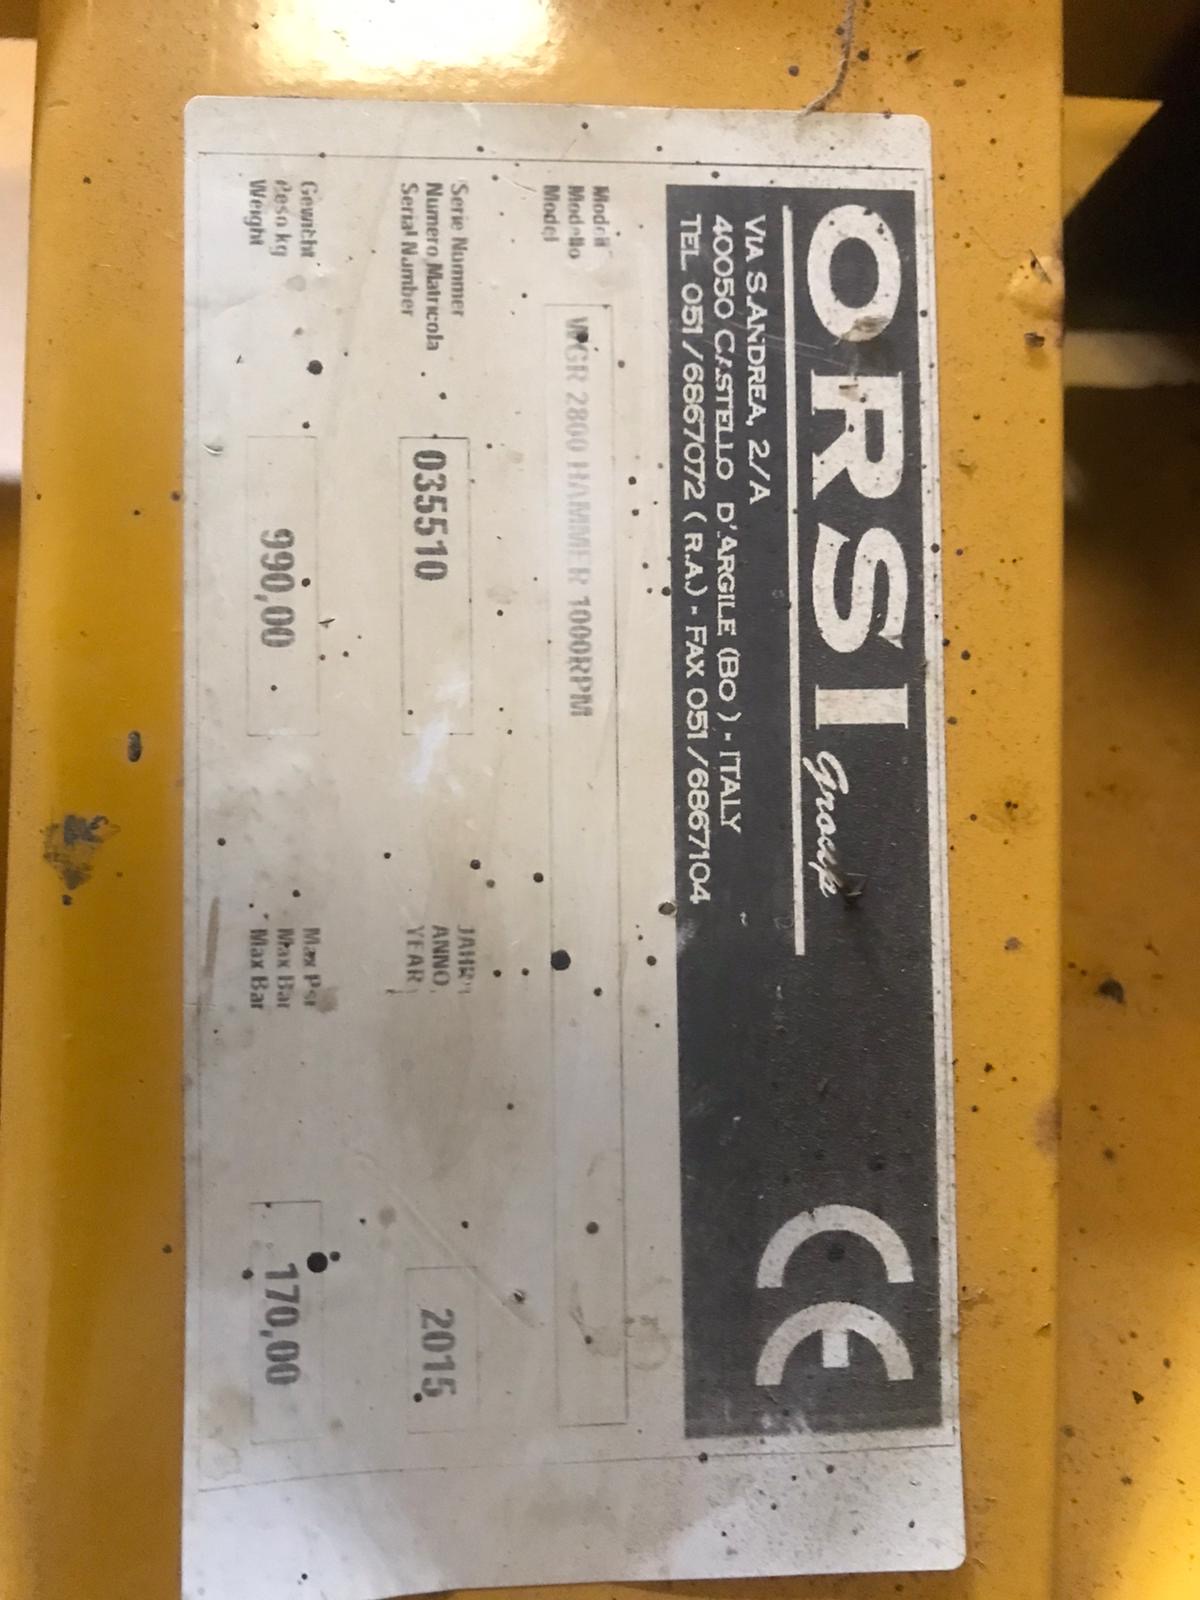 ORSI Group
CE
VIA S.ANDREA, 2/A
40050 CASTELLO D'ARGILE (BO) - ITALY
TEL. 051/6867072 (R.A.) - FAX 051/6867104
Modell
Modello
Model
WGR 2800 HAMMER 1000RPM
Serie Nummer
Numero Matricola
Serial Number
035510
JAHR
ANNO
YEAR
2015
Gewicht
Peso kg
Weight
990,00
Max Psi
Max Bar
Max Bar
170,00